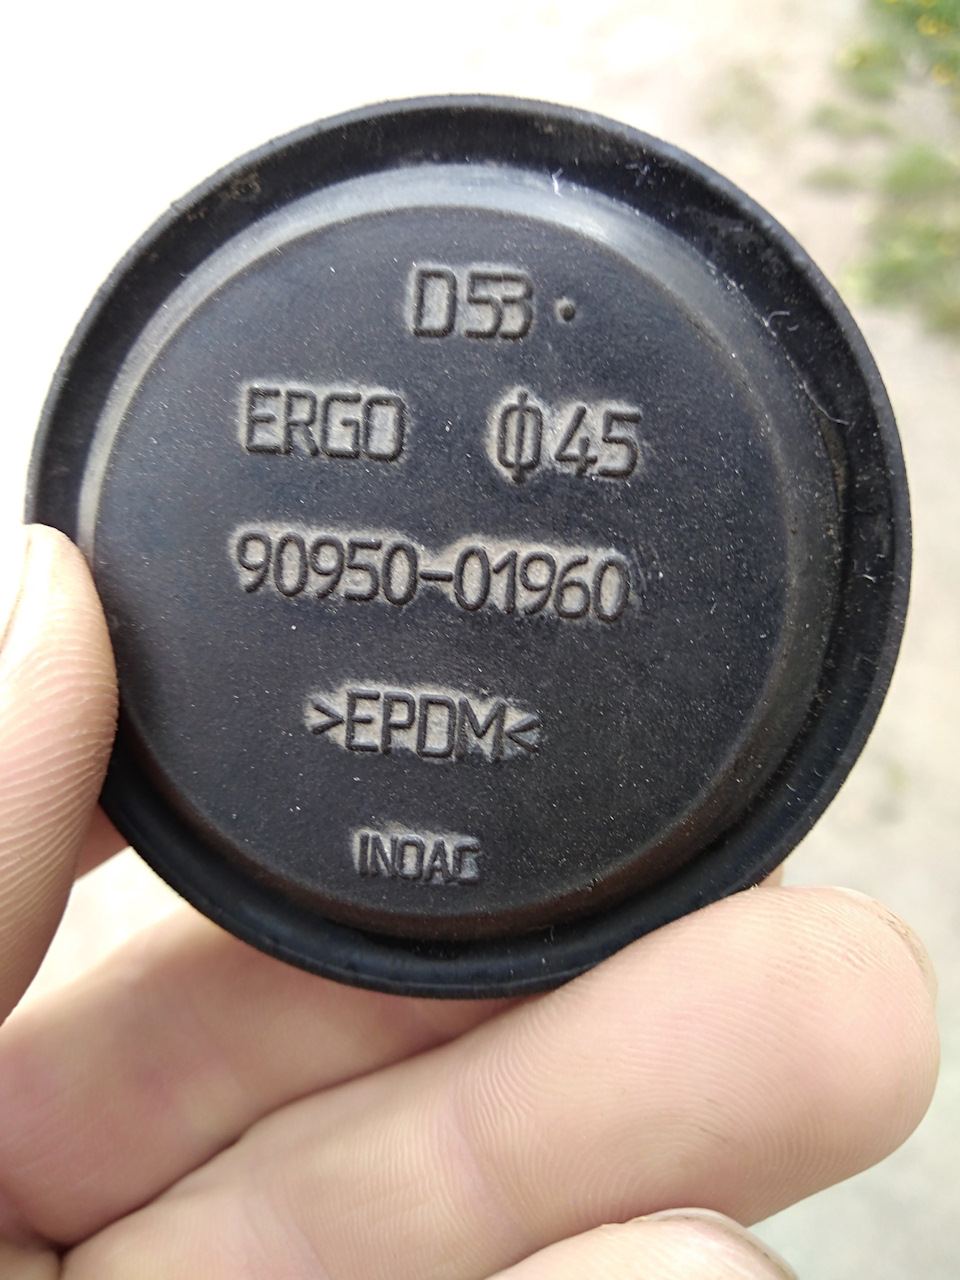 D53 ·
ERGO Φ45
90950-01960
>EPDM<
INOAC